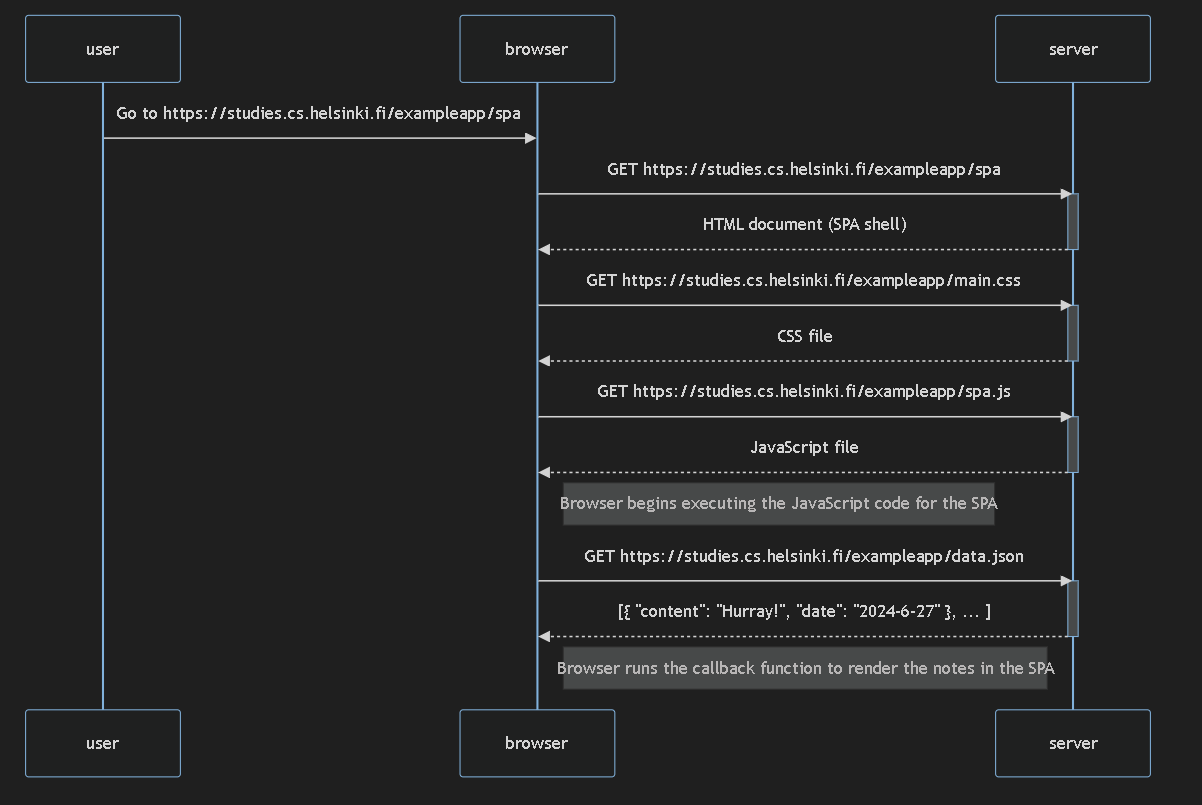 user
browser
server
Go to https://studies.cs.helsinki.fi/exampleapp/spa
GET https://studies.cs.helsinki.fi/exampleapp/spa
HTML document (SPA shell)
GET https://studies.cs.helsinki.fi/exampleapp/main.css
CSS file
GET https://studies.cs.helsinki.fi/exampleapp/spa.js
JavaScript file
Browser begins executing the JavaScript code for the SPA
GET https://studies.cs.helsinki.fi/exampleapp/data.json
[{ "content": "Hurray!", "date": "2024-6-27" }, ... ]
Browser runs the callback function to render the notes in the SPA
user
browser
server